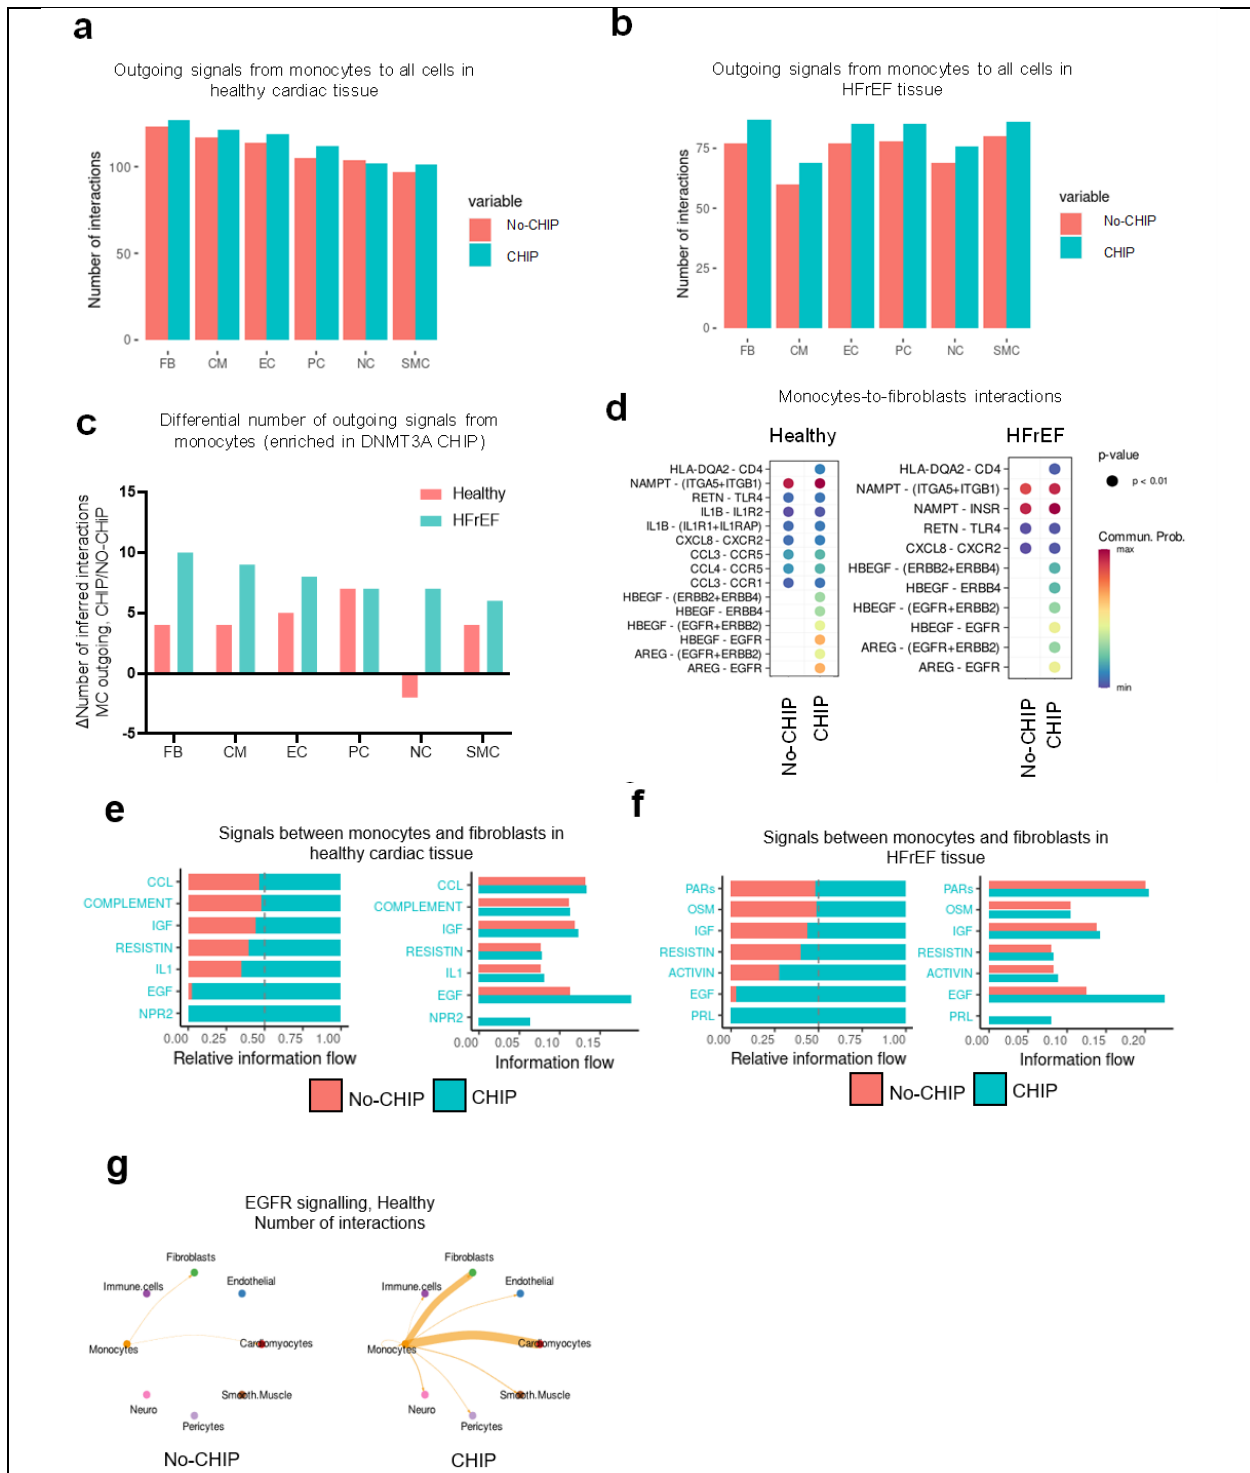 a
Outgoing signals from monocytes to all cells in
healthy cardiac tissue
Number of interactions
100
50
0
FB CM EC PC NC SMC
variable
No-CHIP
CHIP
b
Outgoing signals from monocytes to all cells in
HFrEF tissue
Number of interactions
75
50
25
0
FB CM EC PC NC SMC
variable
No-CHIP
CHIP
c
Differential number of outgoing signals from
monocytes (enriched in DNMT3A CHIP)
ΔNumber of inferred interactions
MC outgoing, CHIP/NO-CHiP
15
10
5
0
-5
FB CM EC PC NC SMC
Healthy
HFrEF
d
Monocytes-to-fibroblasts interactions
Healthy
HLA-DQA2 - CD4
NAMPT - (ITGA5+ITGB1)
RETN - TLR4
IL1B - IL1R2
IL1B - (IL1R1+IL1RAP)
CXCL8 - CXCR2
CCL3 - CCR5
CCL4 - CCR5
CCL3 - CCR1
HBEGF - (ERBB2+ERBB4)
HBEGF - ERBB4
HBEGF - (EGFR+ERBB2)
HBEGF - EGFR
AREG - (EGFR+ERBB2)
AREG - EGFR
No-CHIP
CHIP
HFrEF
HLA-DQA2 - CD4
NAMPT - (ITGA5+ITGB1)
NAMPT - INSR
RETN - TLR4
CXCL8 - CXCR2
HBEGF - (ERBB2+ERBB4)
HBEGF - ERBB4
HBEGF - (EGFR+ERBB2)
HBEGF - EGFR
AREG - (EGFR+ERBB2)
AREG - EGFR
No-CHIP
CHIP
p-value
p < 0.01
Commun. Prob.
max
min
e
Signals between monocytes and fibroblasts in
healthy cardiac tissue
CCL
COMPLEMENT
IGF
RESISTIN
IL1
EGF
NPR2
0.00 0.25 0.50 0.75 1.00
Relative information flow
CCL
COMPLEMENT
IGF
RESISTIN
IL1
EGF
NPR2
0.00 0.05 0.10 0.15
Information flow
No-CHIP CHIP
f
Signals between monocytes and fibroblasts in
HFrEF tissue
PARs
OSM
IGF
RESISTIN
ACTIVIN
EGF
PRL
0.00 0.25 0.50 0.75 1.00
Relative information flow
PARs
OSM
IGF
RESISTIN
ACTIVIN
EGF
PRL
0.00 0.05 0.10 0.15 0.20
Information flow
No-CHIP CHIP
g
EGFR signalling, Healthy
Number of interactions
Fibroblasts
Immune.cells
Endothelial
Monocytes
Cardiomyocytes
Neuro
Smooth.Muscle
Pericytes
No-CHIP
Fibroblasts
Immune.cells
Endothelial
Monocytes
Cardiomyocytes
Neuro
Smooth.Muscle
Pericytes
CHIP